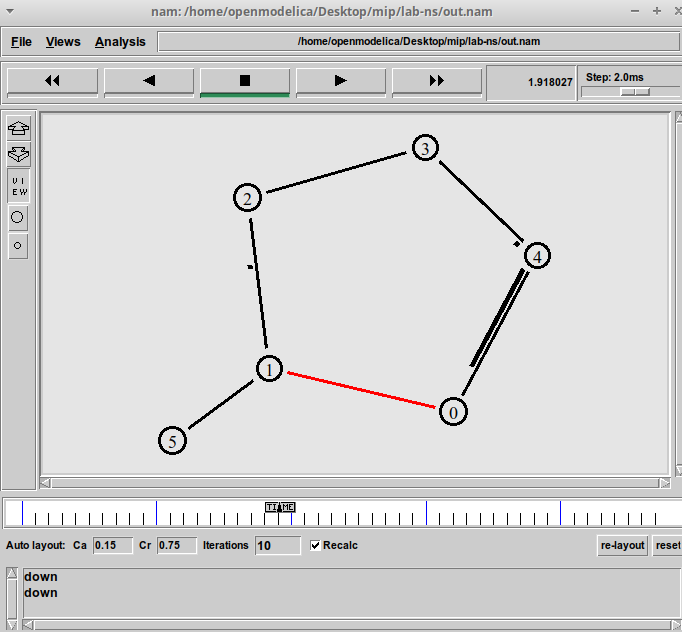 nam: /home/openmodelica/Desktop/mip/lab-ns/out.nam
File Views Analysis /home/openmodelica/Desktop/mip/lab-ns/out.nam
1.918027 Step: 2.0ms
VI
EW
3
2
4
1
0
5
TIME
Auto layout: Ca 0.15 Cr 0.75 Iterations 10 Recalc re-layout reset
down
down